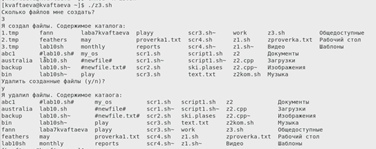 [kvaftaeva@kvaftaeva ~]$ ./z3.sh
Сколько файлов мне создать?
3
Я создал файлы. Содержимое каталога:
1.tmp fann laba7kvaftaeva playy scr3.sh~ work z3.sh Общедоступные
2.tmp feathers may proverka1.txt scr4.sh z1.sh zproverka.txt Рабочий стол
3.tmp lab10sh monthly reports scr4.sh~ z1.sh~ Видео Шаблоны
abc1 #lab10.sh# my_os scr1.sh script1.sh z2 Документы
australia lab10.sh #newfile# scr1.sh~ script1.sh~ z2.cpp Загрузки
backup lab10.sh~ #newfile.txt# scr2.sh ski.plases z2.cpp~ Изображения
bin lab10sh~ play scr3.sh text.txt z2kom.sh Музыка
Удалить созданные файлы (y/n)?
y
Я удалил файлы. Содержимое каталога:
abc1 #lab10.sh# my_os scr1.sh script1.sh z2 Документы
australia lab10.sh #newfile# scr1.sh~ script1.sh~ z2.cpp Загрузки
backup lab10.sh~ #newfile.txt# scr2.sh ski.plases z2.cpp~ Изображения
bin lab10sh~ play scr3.sh text.txt z2kom.sh Музыка
fann laba7kvaftaeva playy scr3.sh~ work z3.sh Общедоступные
feathers may proverka1.txt scr4.sh z1.sh zproverka.txt Рабочий стол
lab10sh monthly reports scr4.sh~ z1.sh~ Видео Шаблоны